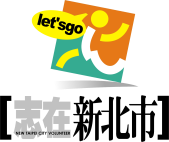 let'sgo
[志在新北市]
NEW TAIPEI CITY VOLUNTEER